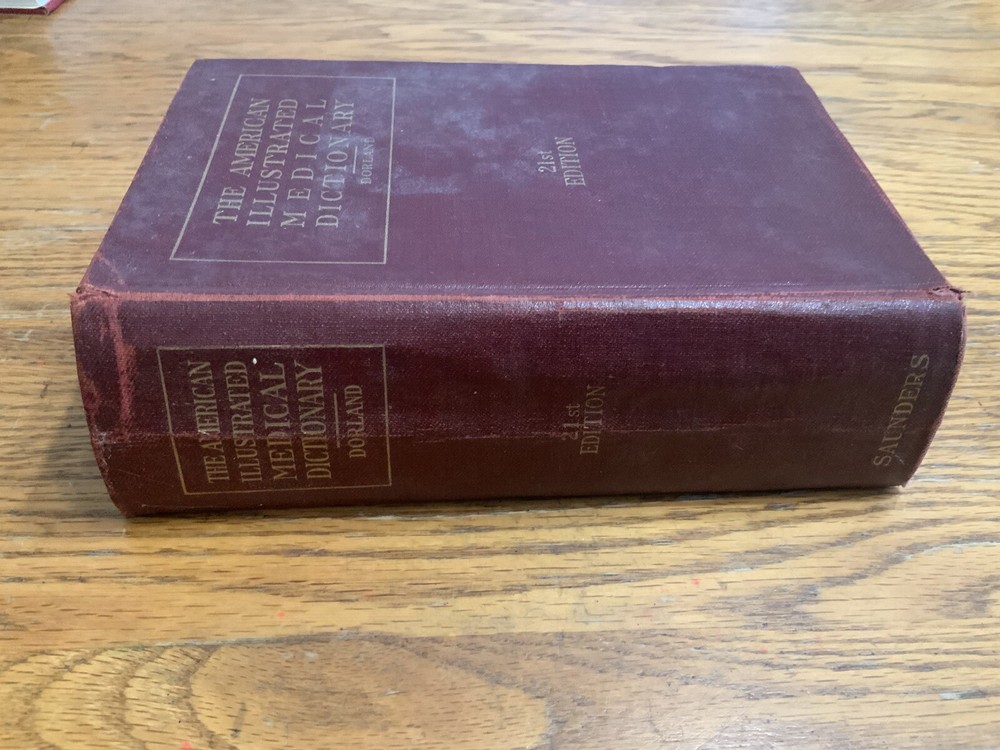 THE AMERICAN
ILLUSTRATED
MEDICAL
DICTIONARY
DORLAND
21st
EDITION
THE AMERICAN
ILLUSTRATED
MEDICAL
DICTIONARY
DORLAND
21st
EDITION
SAUNDERS